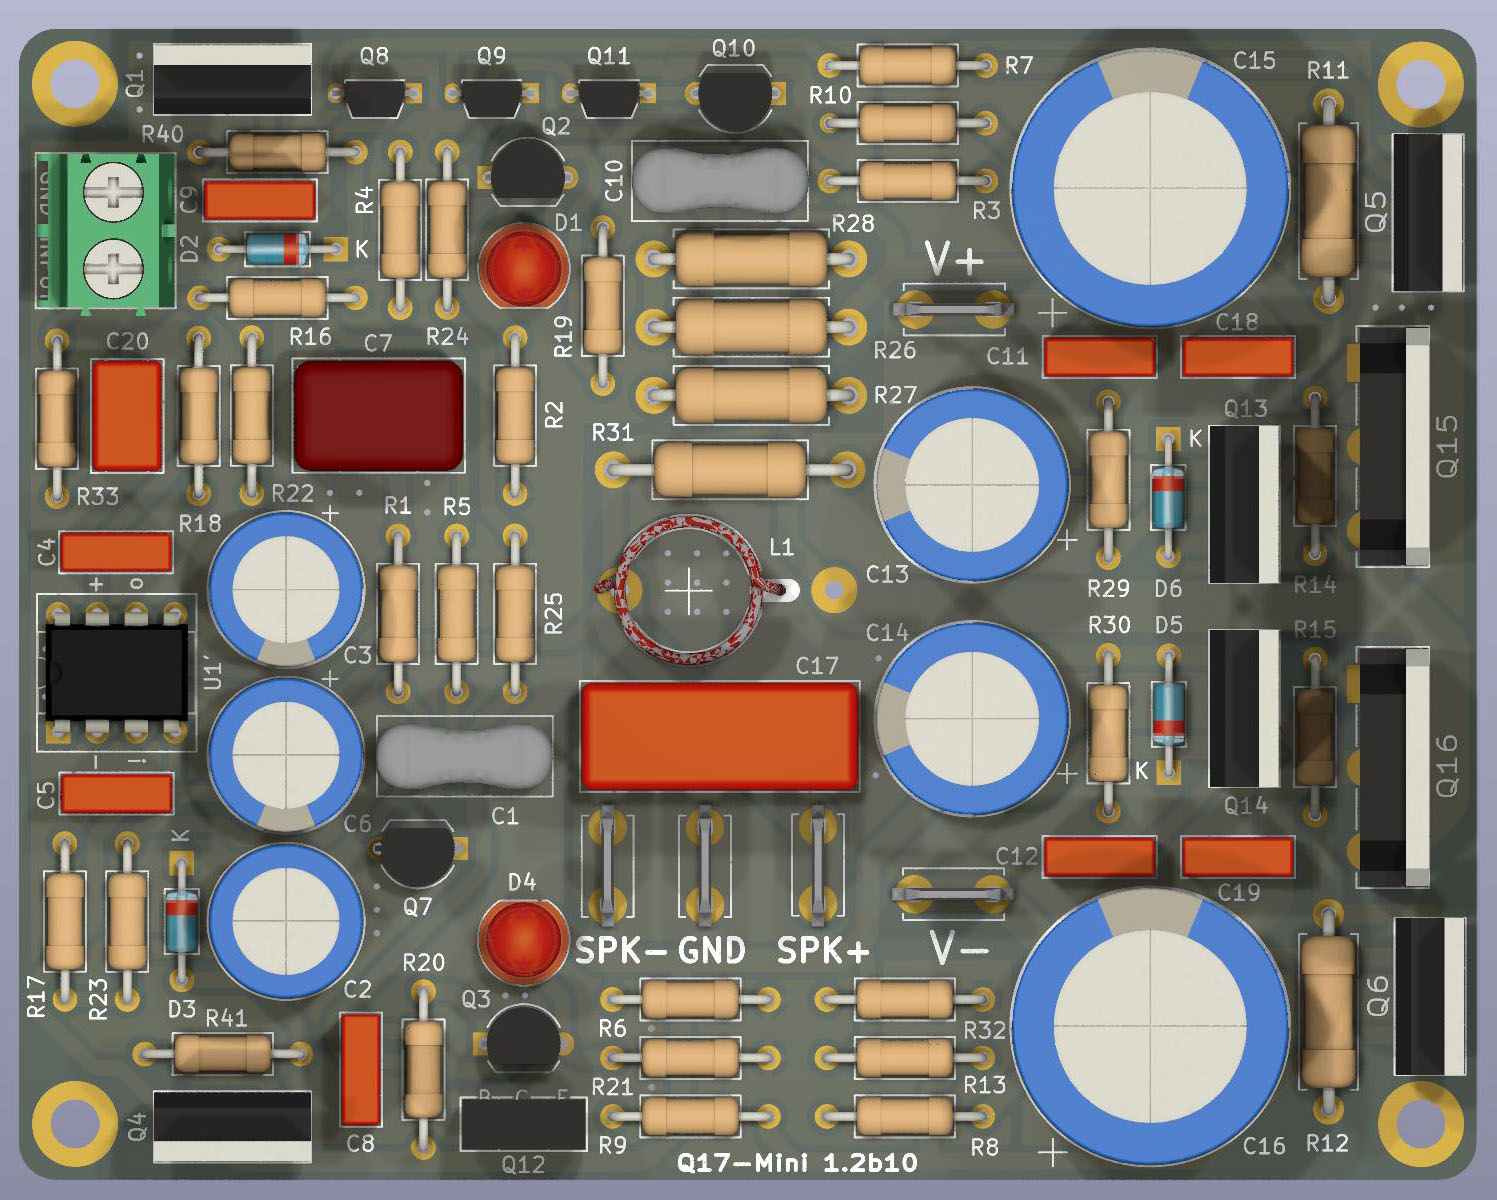 Q1
Q8
Q9
Q11
Q10
R7
C15
R11
R10
R40
Q2
C10
R3
Q5
C9
R4
D1
R28
D2
K
V+
R16
R24
R19
C18
C20
C7
R26
C11
R2
R27
Q13
K
Q15
R31
R33
R18
R22
+
R1
R5
L1
+
C4
+
C13
R29
D6
R14
R25
C14
R30
D5
R15
U1
C3
+
C17
Q16
K
+
Q14
C5
C1
C6
K
C12
C19
D4
Q7
SPK-
GND
SPK+
V-
R17
R23
D3
R20
C2
Q3
Q6
R41
R6
R32
R21
R13
Q4
C8
B C E
R9
R8
C16
R12
+
Q12
Q17-Mini 1.2b10